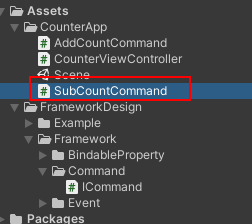 Assets
CounterApp
AddCountCommand
CounterViewController
Scene
SubCountCommand
FrameworkDesign
Example
Framework
BindableProperty
Command
ICommand
Event
Packages